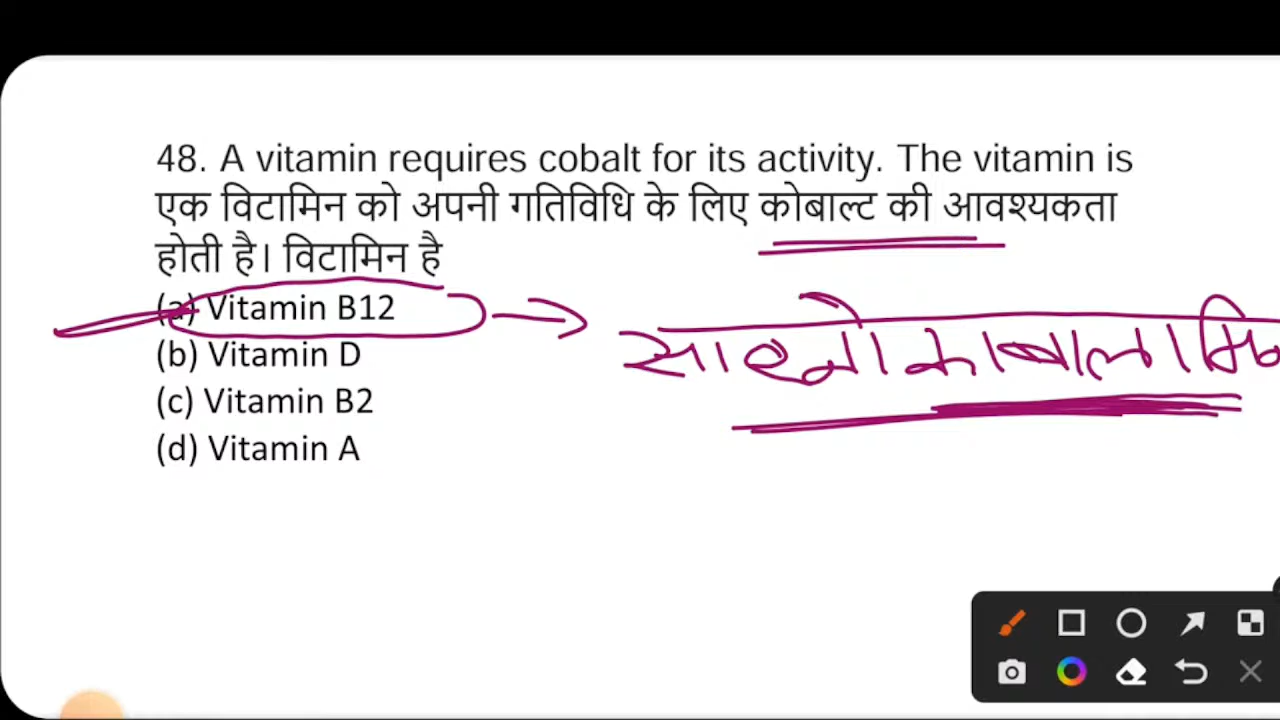 48. A vitamin requires cobalt for its activity. The vitamin is
एक विटामिन को अपनी गतिविधि के लिए कोबाल्ट की आवश्यकता
होती है। विटामिन है
(a) Vitamin B12
(b) Vitamin D
(c) Vitamin B2
(d) Vitamin A